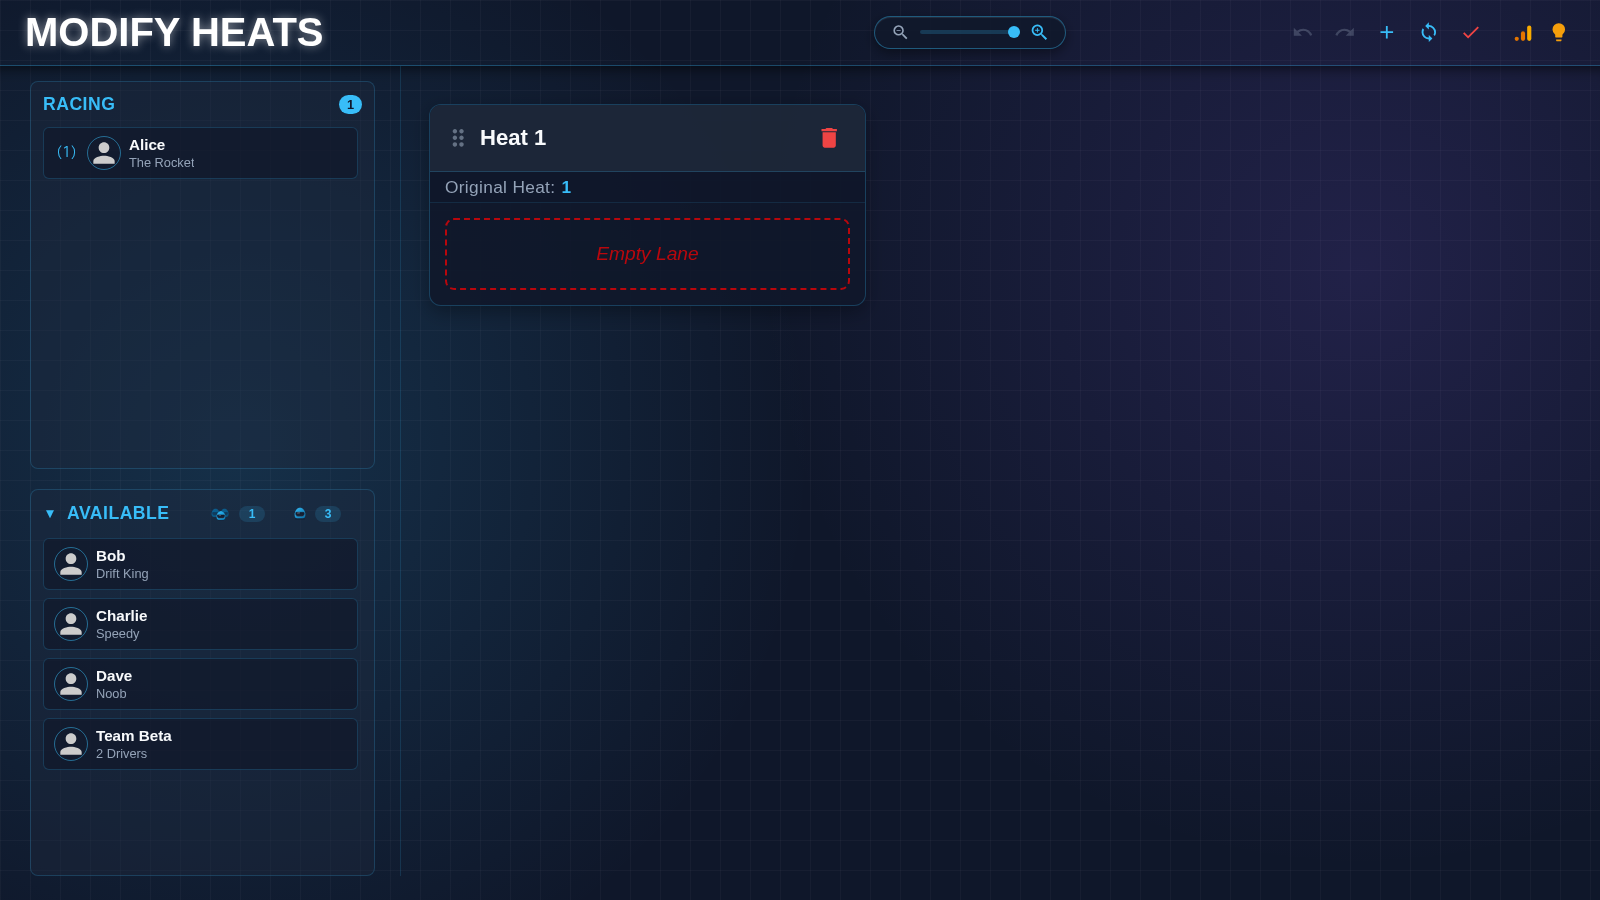 MODIFY HEATS
RACING 1
(1) Alice
The Rocket
Heat 1
Original Heat: 1
Empty Lane
▼ AVAILABLE 1 3
Bob
Drift King
Charlie
Speedy
Dave
Noob
Team Beta
2 Drivers